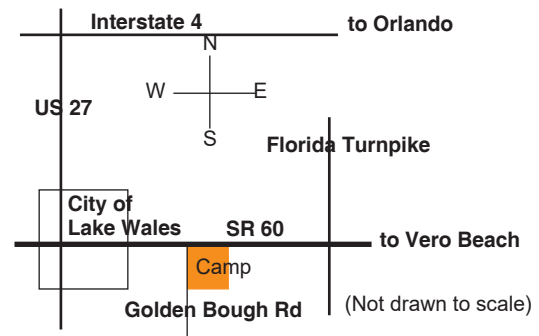 Interstate 4
to Orlando
N
W
E
US 27
S
Florida Turnpike
City of
Lake Wales
SR 60
to Vero Beach
Camp
Golden Bough Rd
(Not drawn to scale)